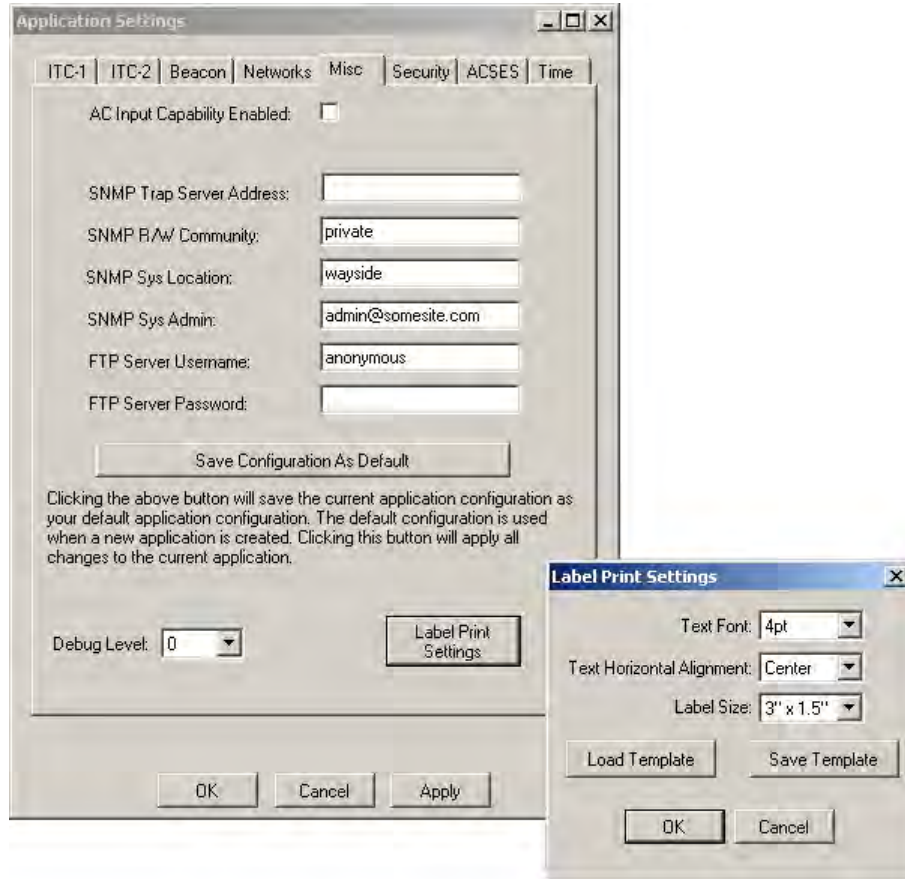 Application Settings
ITC-1 ITC-2 Beacon Networks Misc Security ACSES Time
AC Input Capability Enabled:
SNMP Trap Server Address:
SNMP R/W Community: private
SNMP Sys Location: wayside
SNMP Sys Admin: admin@somesite.com
FTP Server Username: anonymous
FTP Server Password:
Save Configuration As Default
Clicking the above button will save the current application configuration as
your default application configuration. The default configuration is used
when a new application is created. Clicking this button will apply all
changes to the current application.
Debug Level: 0
Label Print
Settings
OK Cancel Apply
Label Print Settings
Text Font: 4pt
Text Horizontal Alignment: Center
Label Size: 3" x 1.5"
Load Template Save Template
OK Cancel